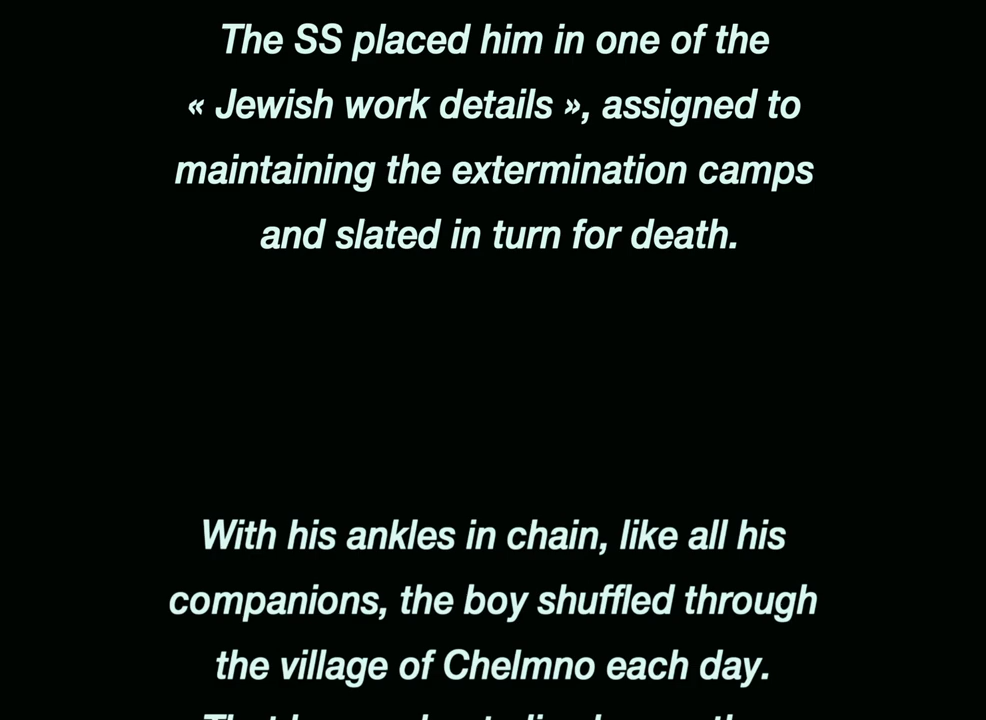 The SS placed him in one of the
« Jewish work details », assigned to
maintaining the extermination camps
and slated in turn for death.
With his ankles in chain, like all his
companions, the boy shuffled through
the village of Chelmno each day.